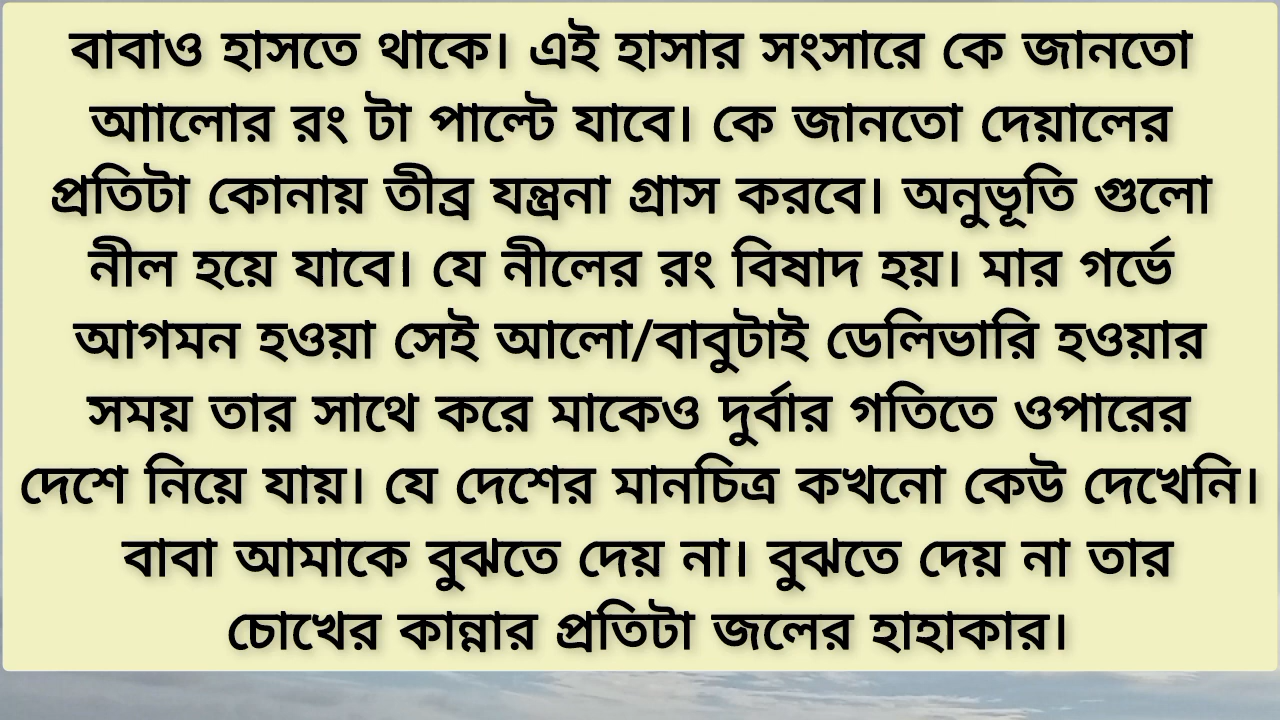 বাবাও হাসতে থাকে। এই হাসার সংসারে কে জানতো
আালোর রং টা পাল্টে যাবে। কে জানতো দেয়ালের
প্রতিটা কোনায় তীব্র যন্ত্রনা গ্রাস করবে। অনুভূতি গুলো
নীল হয়ে যাবে। যে নীলের রং বিষাদ হয়। মার গর্ভে
আগমন হওয়া সেই আলো/বাবুটাই ডেলিভারি হওয়ার
সময় তার সাথে করে মাকেও দুর্বার গতিতে ওপারের
দেশে নিয়ে যায়। যে দেশের মানচিত্র কখনো কেউ দেখেনি।
বাবা আমাকে বুঝতে দেয় না। বুঝতে দেয় না তার
চোখের কান্নার প্রতিটা জলের হাহাকার।